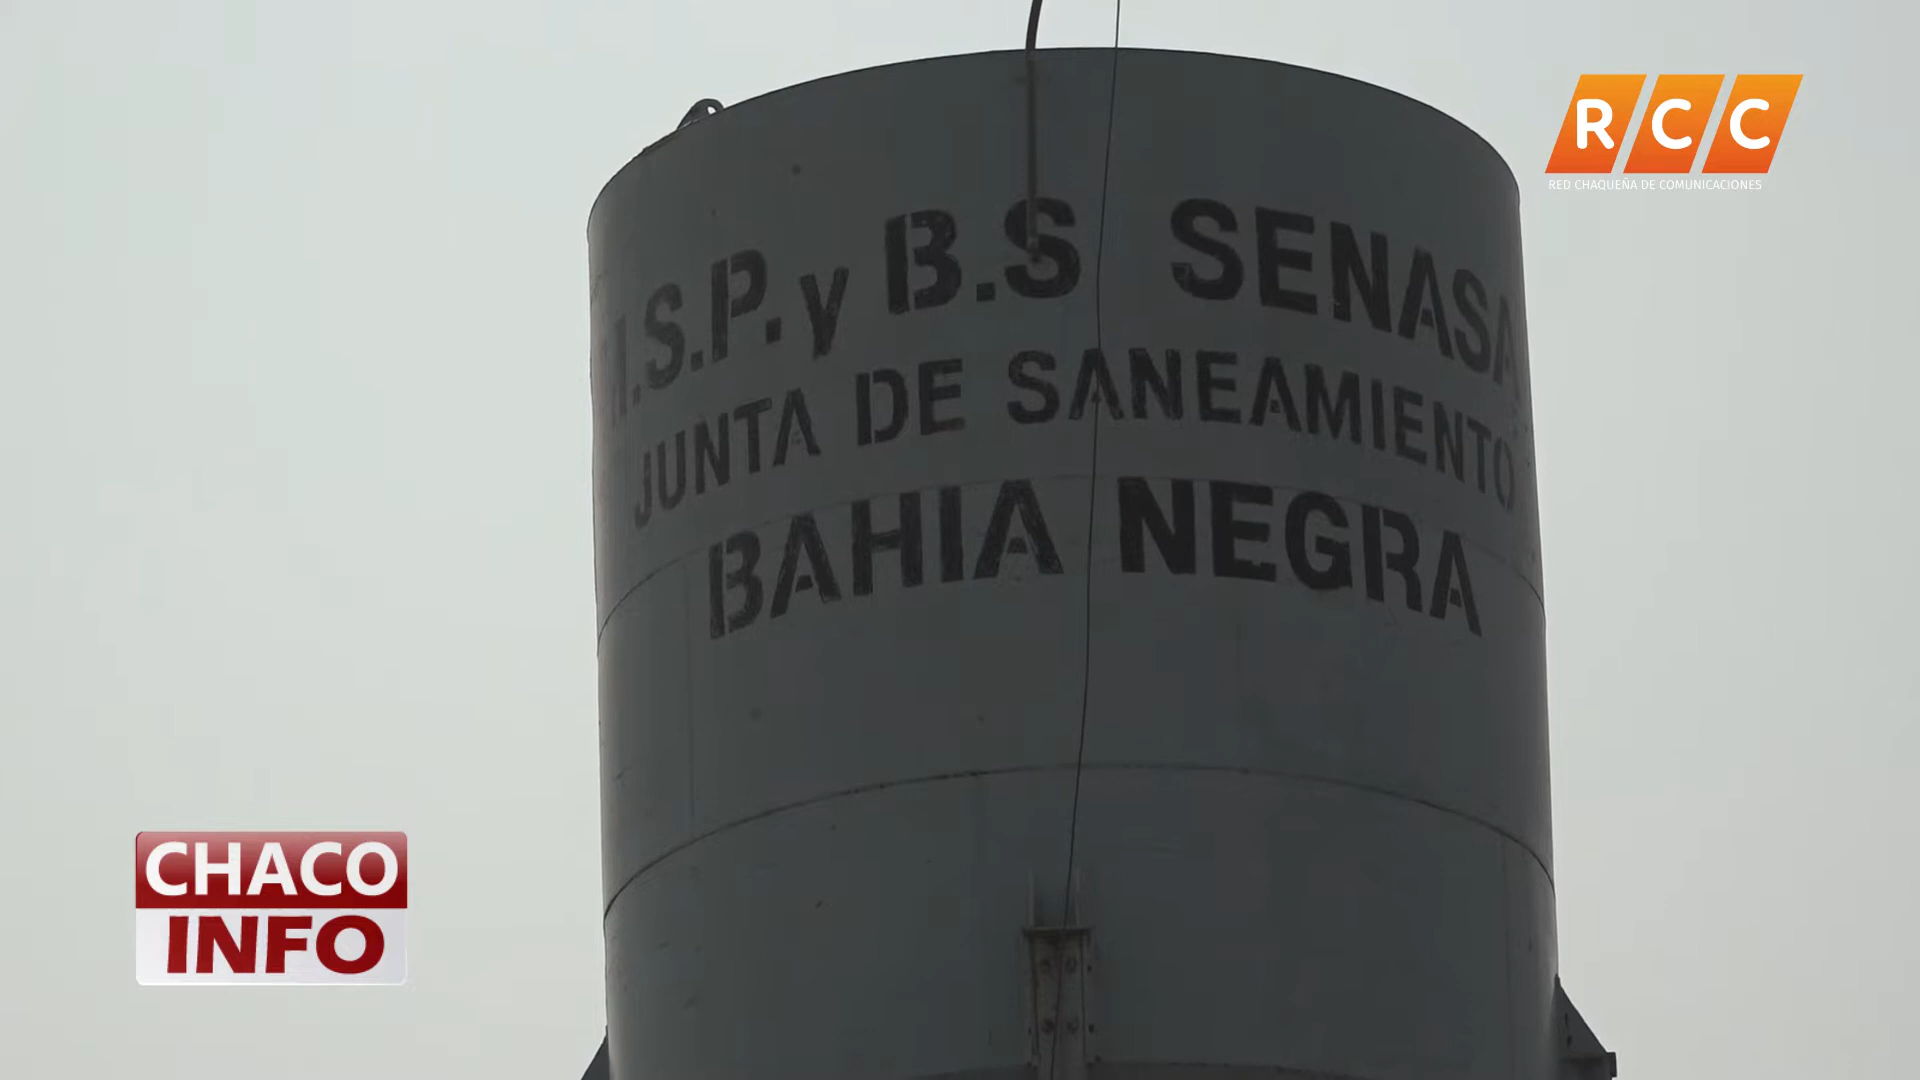 RCC
RED CHAQUEÑA DE COMUNICACIONES
.S.P. y B.S SENASA
JUNTA DE SANEAMIENTO
BAHIA NEGRA
CHACO
INFO